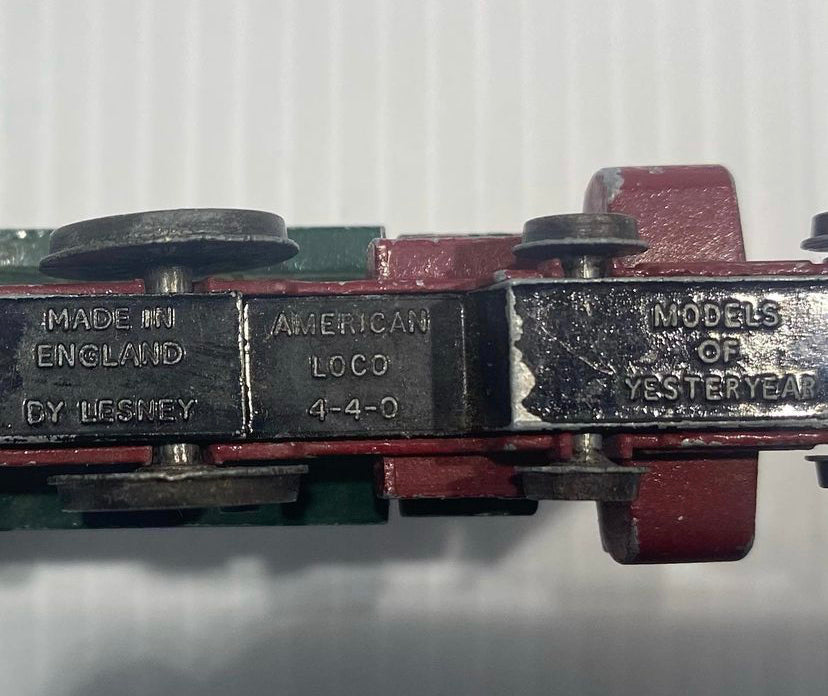 MADE IN
ENGLAND
BY LESNEY
AMERICAN
LOCO
4-4-0
MODELS
OF
YESTERYEAR